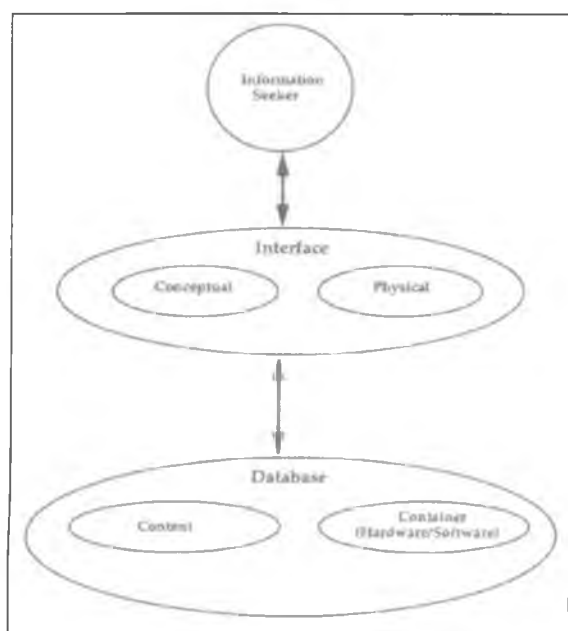 Information
Seeker
Interface
Conceptual
Physical
Database
Content
Container
(Hardware/Software)